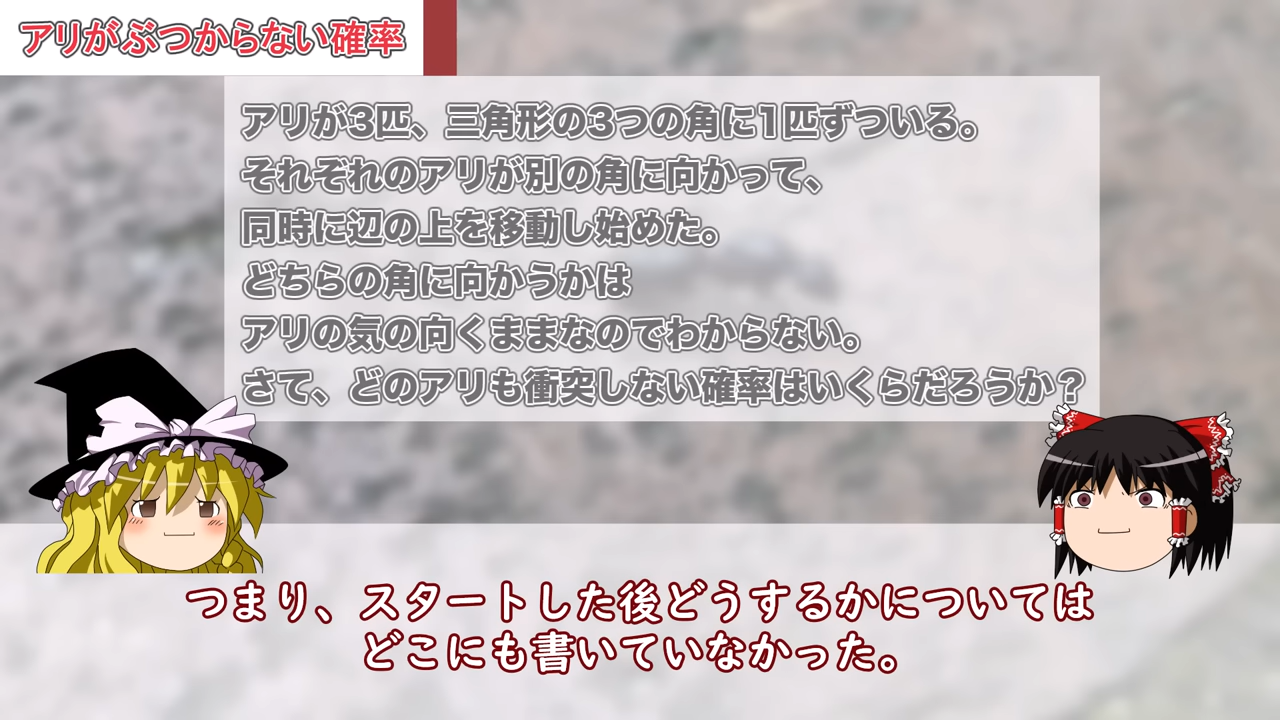 アリがぶつからない確率
アリが3匹、三角形の3つの角に1匹ずついる。
それぞれのアリが別の角に向かって、
同時に辺の上を移動し始めた。
どちらの角に向かうかは
アリの気の向くままなのでわからない。
さて、どのアリも衝突しない確率はいくらだろうか？
つまり、スタートした後どうするかについては
どこにも書いていなかった。